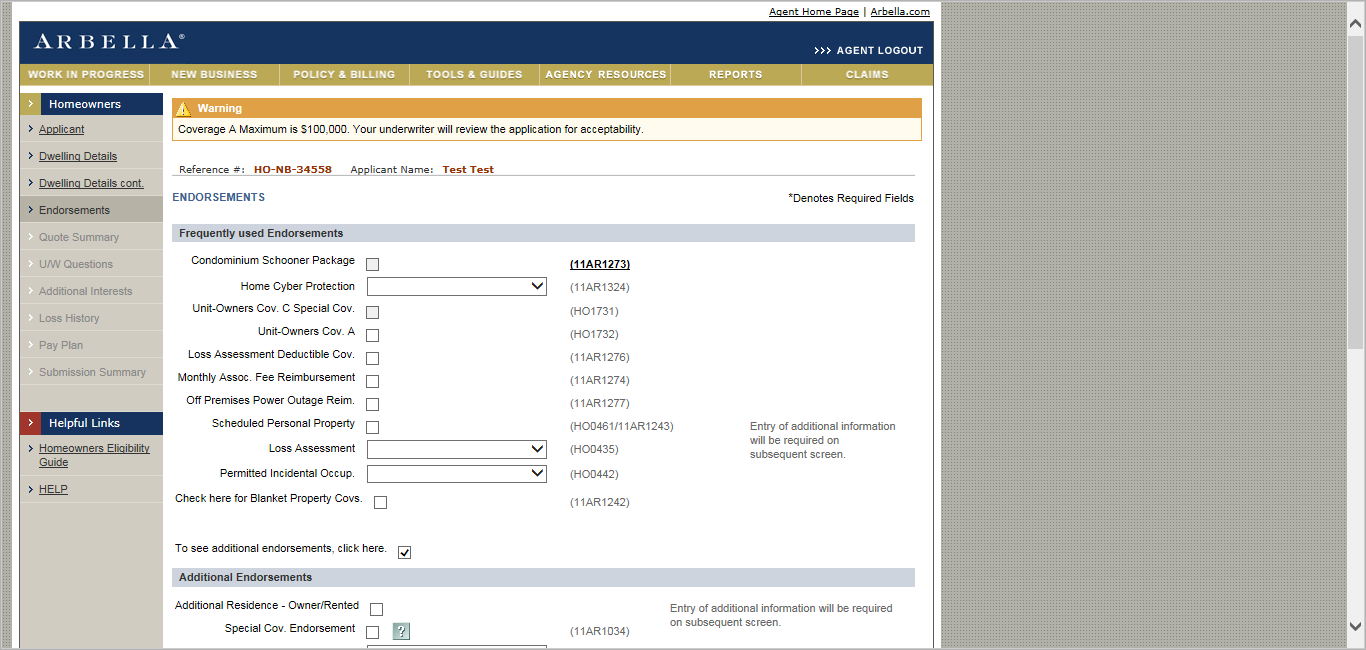 Agent Home Page | Arbella.com
ARBELLA®
>>> AGENT LOGOUT
WORK IN PROGRESS NEW BUSINESS POLICY & BILLING TOOLS & GUIDES AGENCY RESOURCES REPORTS CLAIMS
Homeowners
Applicant
Dwelling Details
Dwelling Details cont.
Endorsements
Quote Summary
U/W Questions
Additional Interests
Loss History
Pay Plan
Submission Summary
Helpful Links
Homeowners Eligibility
Guide
HELP
Warning
Coverage A Maximum is $100,000. Your underwriter will review the application for acceptability.
Reference #: HO-NB-34558 Applicant Name: Test Test
ENDORSEMENTS
*Denotes Required Fields
Frequently used Endorsements
Condominium Schooner Package (11AR1273)
Home Cyber Protection (11AR1324)
Unit-Owners Cov. C Special Cov. (HO1731)
Unit-Owners Cov. A (HO1732)
Loss Assessment Deductible Cov. (11AR1276)
Monthly Assoc. Fee Reimbursement (11AR1274)
Off Premises Power Outage Reim. (11AR1277)
Scheduled Personal Property (HO0461/11AR1243) Entry of additional information
will be required on
subsequent screen.
Loss Assessment (HO0435)
Permitted Incidental Occup. (HO0442)
Check here for Blanket Property Covs. (11AR1242)
To see additional endorsements, click here.
Additional Endorsements
Additional Residence - Owner/Rented Entry of additional information will be required
on subsequent screen.
Special Cov. Endorsement ? (11AR1034)